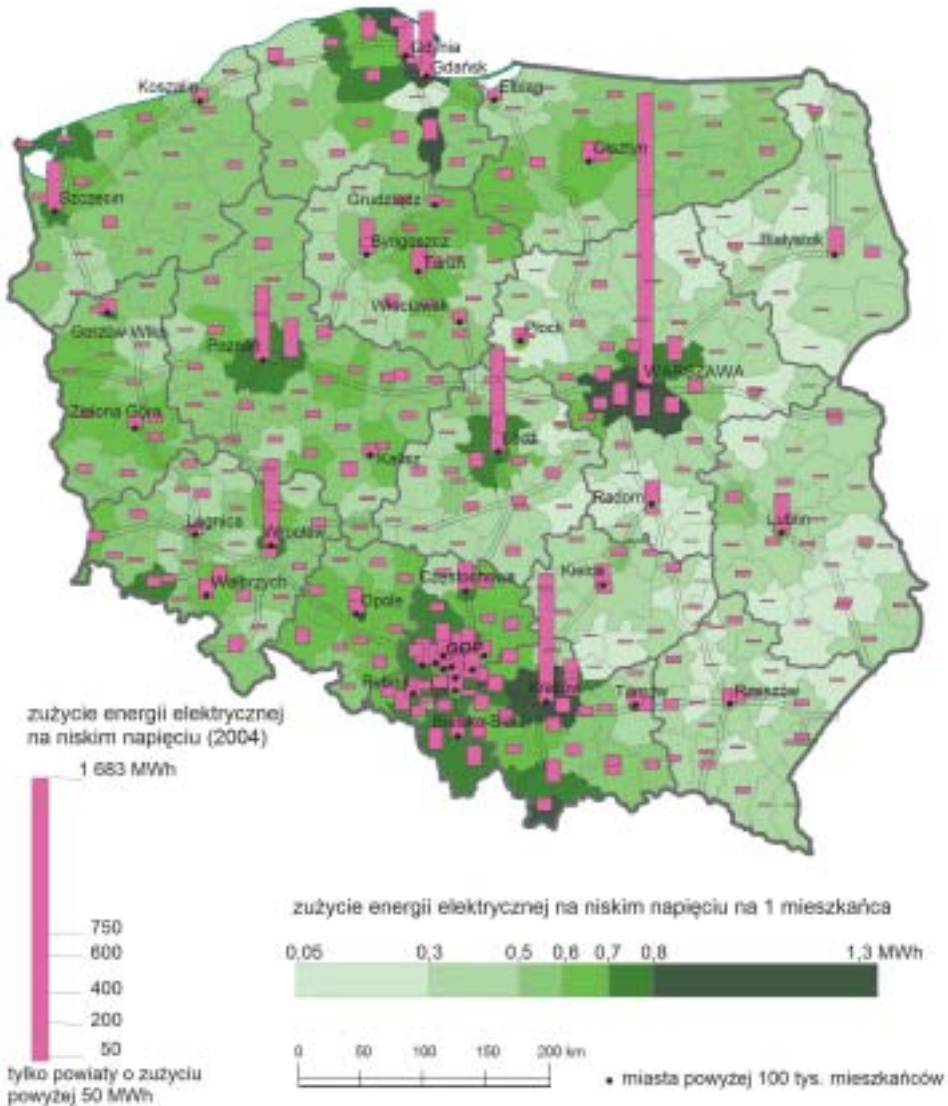 Gdynia
Gdańsk
Koszalin
Elbląg
Olsztyn
Szczecin
Grudziądz
Bydgoszcz
Toruń
Białystok
Włocławek
Gorzów Wlkp.
Płock
Poznań
WARSZAWA
Zielona Góra
Łódź
Kalisz
Radom
Legnica
Wrocław
Lublin
Wałbrzych
Częstochowa
Kielce
Opole
GOP
Rybnik
Kraków
Tarnów
Rzeszów
Bielsko-Biała
zużycie energii elektrycznej
na niskim napięciu (2004)
1 683 MWh
750
600
400
200
50
tylko powiaty o zużyciu
powyżej 50 MWh
zużycie energii elektrycznej na niskim napięciu na 1 mieszkańca
0,05 0,3 0,5 0,6 0,7 0,8 1,3 MWh
0 50 100 150 200 km
miasta powyżej 100 tys. mieszkańców